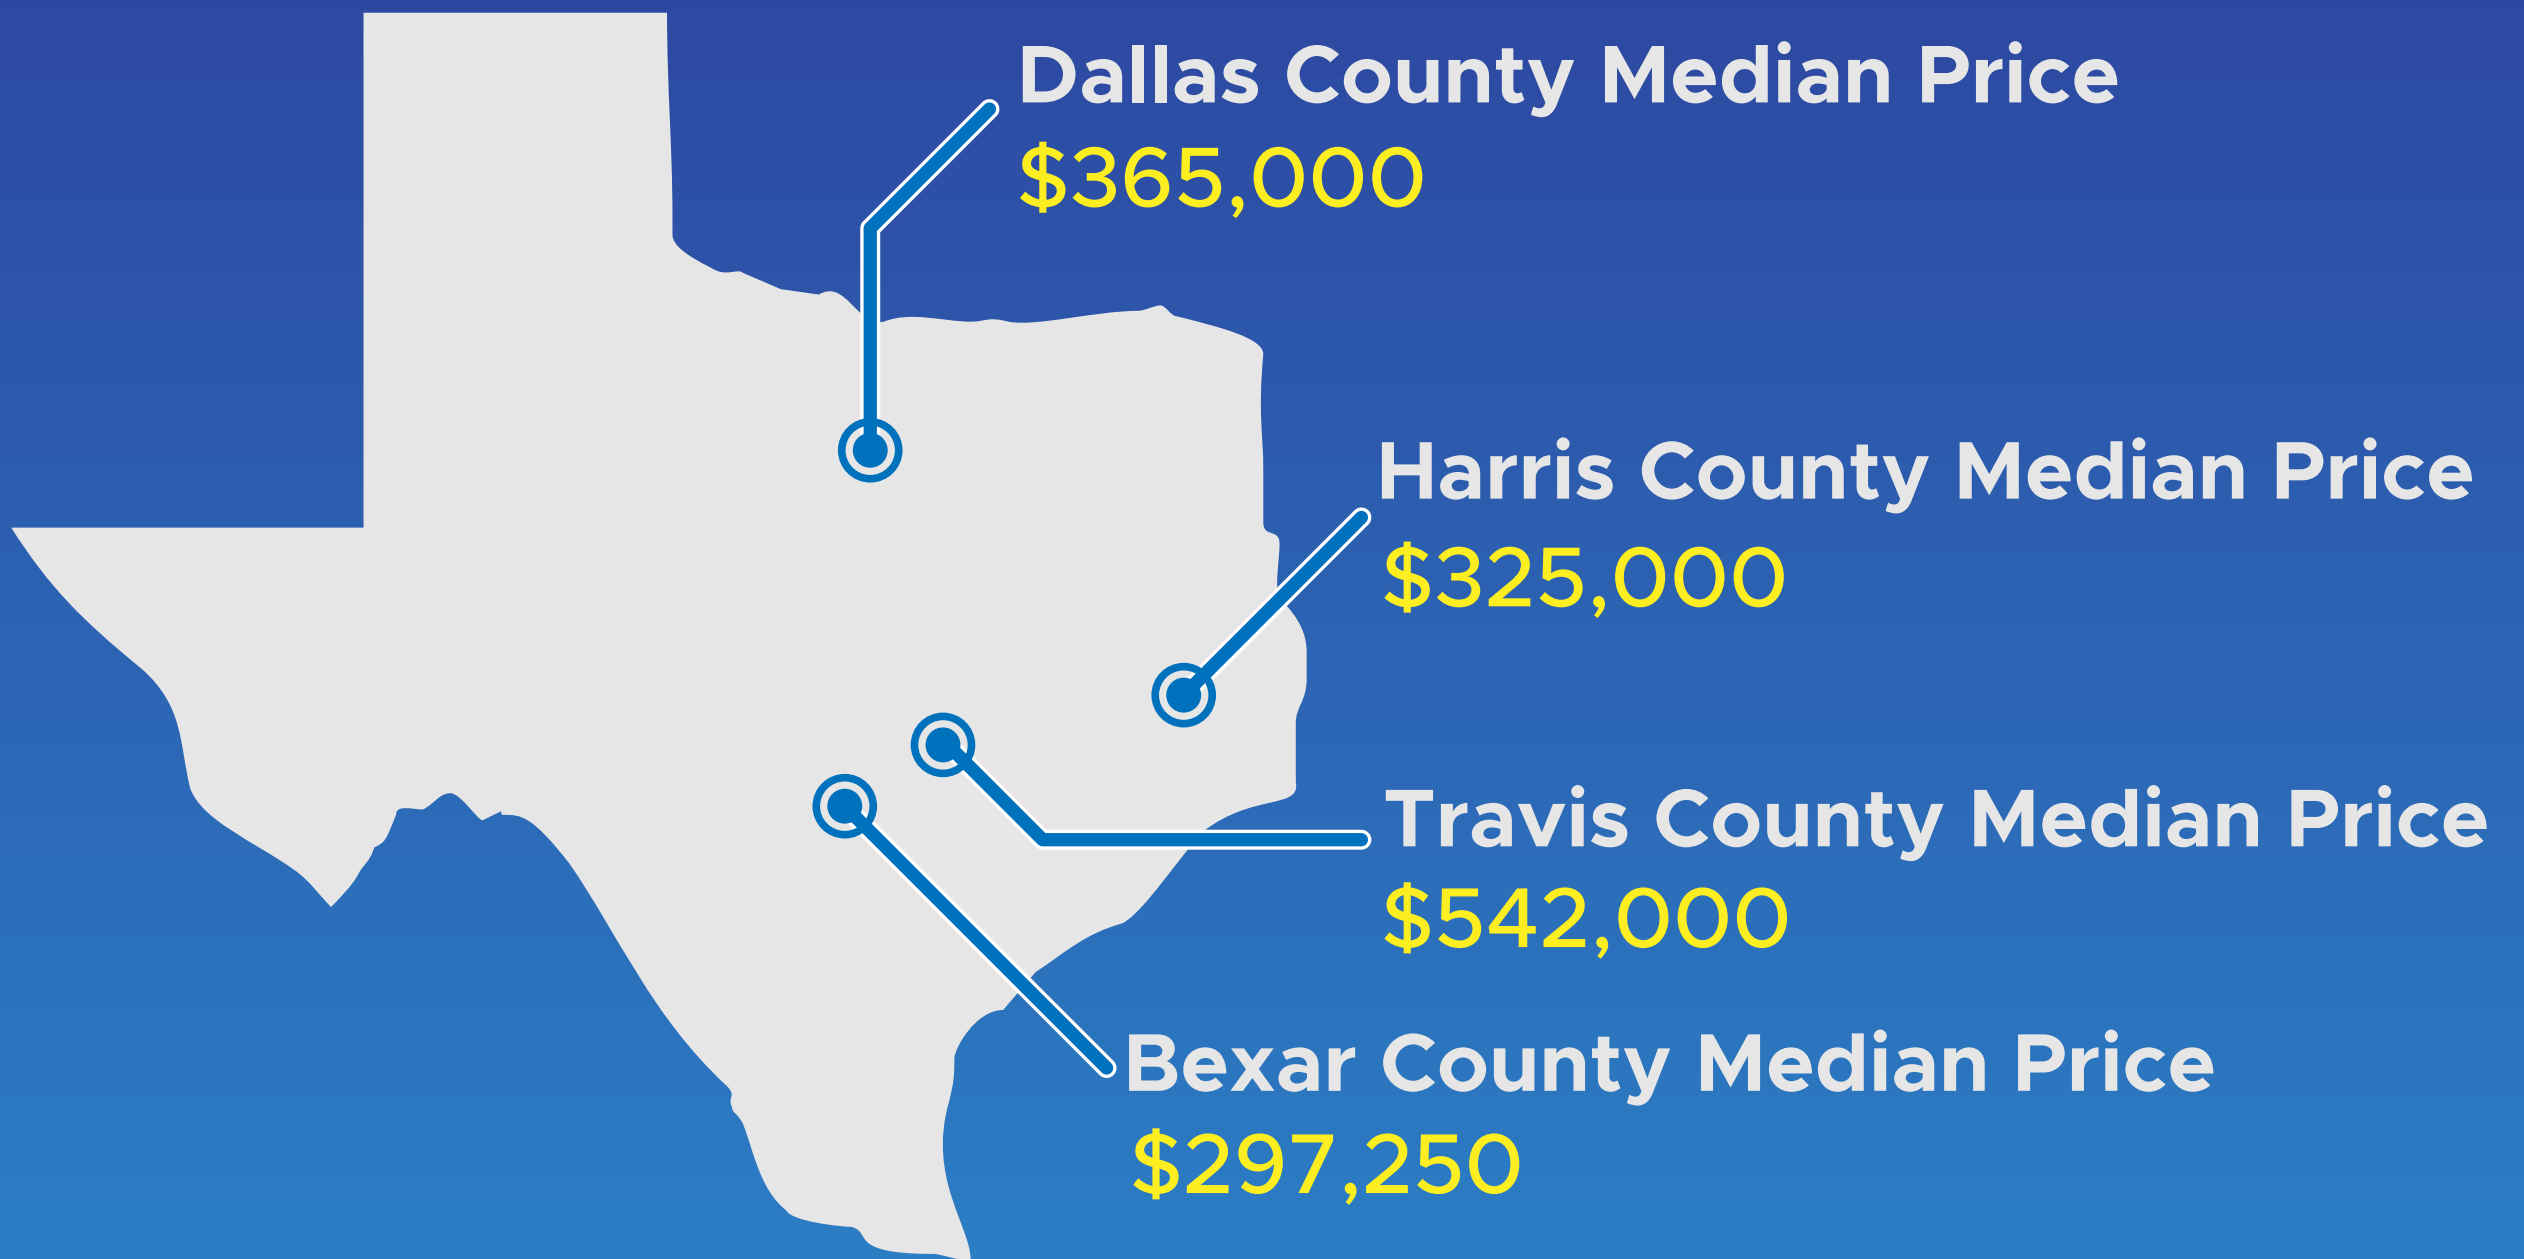 Dallas County Median Price
$365,000
Harris County Median Price
$325,000
Travis County Median Price
$542,000
Bexar County Median Price
$297,250